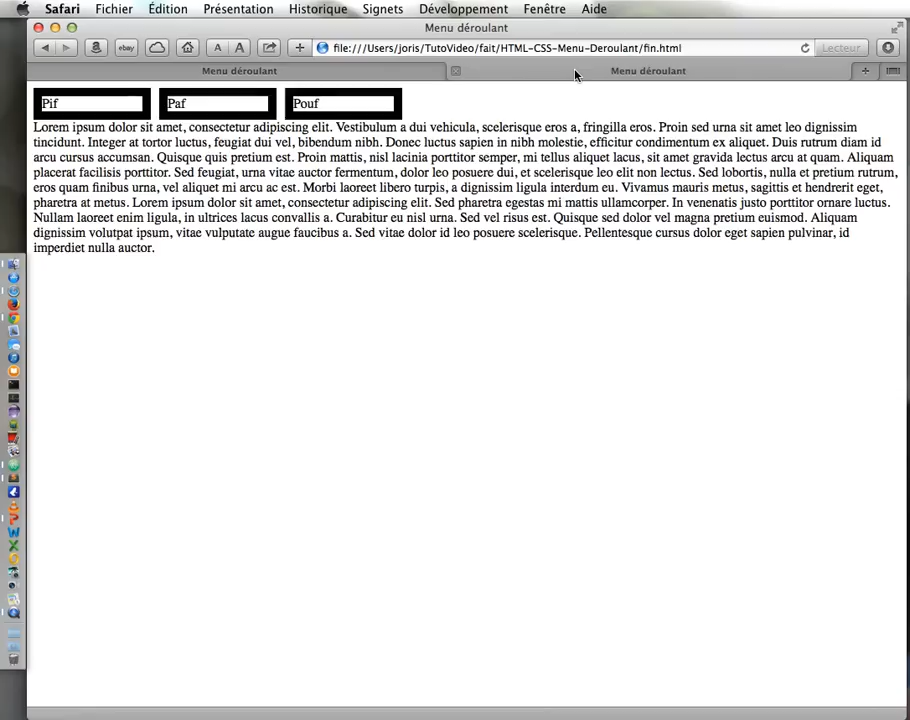 Safari Fichier Édition Présentation Historique Signets Développement Fenêtre Aide
Menu déroulant
ebay A A file:///Users/joris/TutoVideo/fait/HTML-CSS-Menu-Deroulant/fin.html Lecteur
Menu déroulant Menu déroulant
Pif Paf Pouf
Lorem ipsum dolor sit amet, consectetur adipiscing elit. Vestibulum a dui vehicula, scelerisque eros a, fringilla eros. Proin sed urna sit amet leo dignissim
tincidunt. Integer at tortor luctus, feugiat dui vel, bibendum nibh. Donec luctus sapien in nibh molestie, efficitur condimentum ex aliquet. Duis rutrum diam id
arcu cursus accumsan. Quisque quis pretium est. Proin mattis, nisl lacinia porttitor semper, mi tellus aliquet lacus, sit amet gravida lectus arcu at quam. Aliquam
placerat facilisis porttitor. Sed feugiat, urna vitae auctor fermentum, dolor leo posuere dui, et scelerisque leo elit non lectus. Sed lobortis, nulla et pretium rutrum,
eros quam finibus urna, vel aliquet mi arcu ac est. Morbi laoreet libero turpis, a dignissim ligula interdum eu. Vivamus mauris metus, sagittis et hendrerit eget,
pharetra at metus. Lorem ipsum dolor sit amet, consectetur adipiscing elit. Sed pharetra egestas mi mattis ullamcorper. In venenatis justo porttitor ornare luctus.
Nullam laoreet enim ligula, in ultrices lacus convallis a. Curabitur eu nisl urna. Sed vel risus est. Quisque sed dolor vel magna pretium euismod. Aliquam
dignissim volutpat ipsum, vitae vulputate augue faucibus a. Sed vitae dolor id leo posuere scelerisque. Pellentesque cursus dolor eget sapien pulvinar, id
imperdiet nulla auctor.